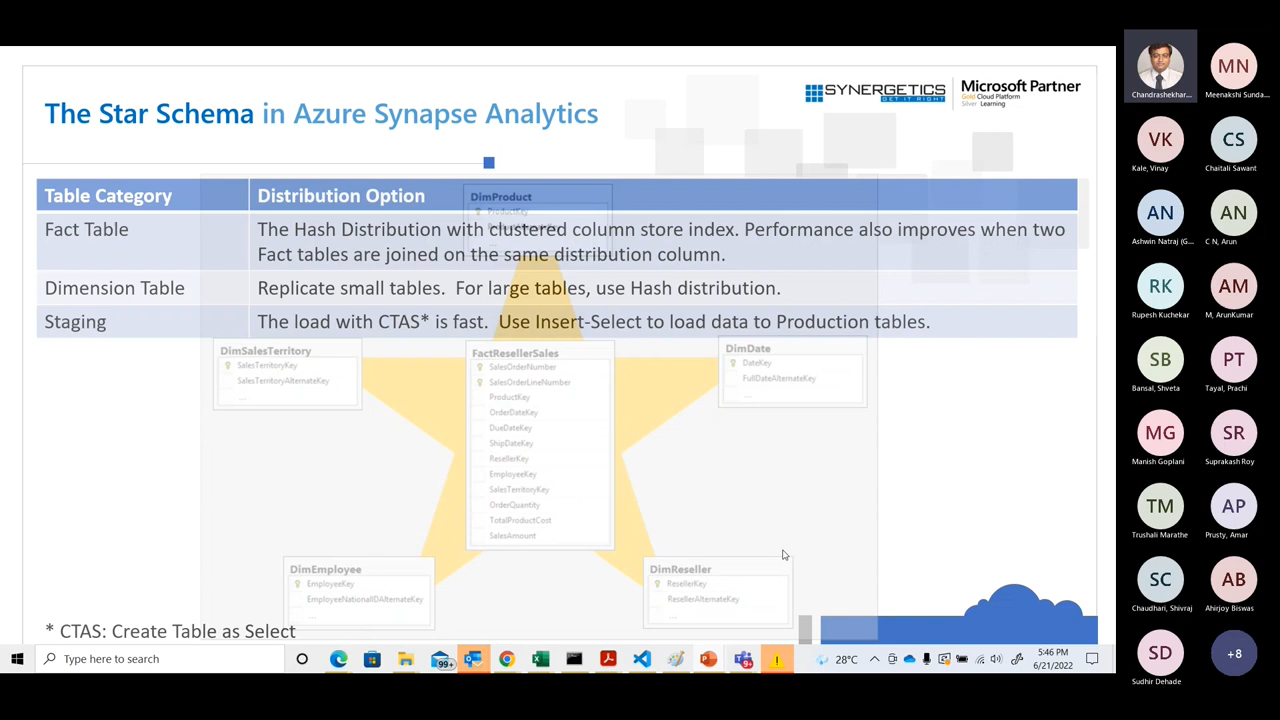 The Star Schema in Azure Synapse Analytics
SYNERGETICS
GET IT RIGHT
Microsoft Partner
Gold Cloud Platform
Silver Learning
Table Category
Distribution Option
Fact Table
The Hash Distribution with clustered column store index. Performance also improves when two
Fact tables are joined on the same distribution column.
Dimension Table
Replicate small tables. For large tables, use Hash distribution.
Staging
The load with CTAS* is fast. Use Insert-Select to load data to Production tables.
DimProduct
ProductKey
DimSalesTerritory
SalesTerritoryKey
SalesTerritoryAlternateKey
...
FactResellerSales
SalesOrderNumber
SalesOrderLineNumber
ProductKey
OrderDateKey
DueDateKey
ShipDateKey
ResellerKey
EmployeeKey
SalesTerritoryKey
OrderQuantity
TotalProductCost
SalesAmount
DimDate
DateKey
FullDateAlternateKey
...
DimEmployee
EmployeeKey
EmployeeNationalIDAlternateKey
...
DimReseller
ResellerKey
ResellerAlternateKey
...
* CTAS: Create Table as Select
Type here to search
99+
9+
28°C
5:46 PM
6/21/2022
Chandrashekhar...
MN
Meenakshi Sunda...
VK
Kale, Vinay
CS
Chaitali Sawant
AN
Ashwin Natraj (G...
AN
C N, Arun
RK
Rupesh Kuchekar
AM
M, ArunKumar
SB
Bansal, Shveta
PT
Tayal, Prachi
MG
Manish Goplani
SR
Suprakash Roy
TM
Trushali Marathe
AP
Prusty, Amar
SC
Chaudhari, Shivraj
AB
Ahirjoy Biswas
SD
Sudhir Dehade
+8